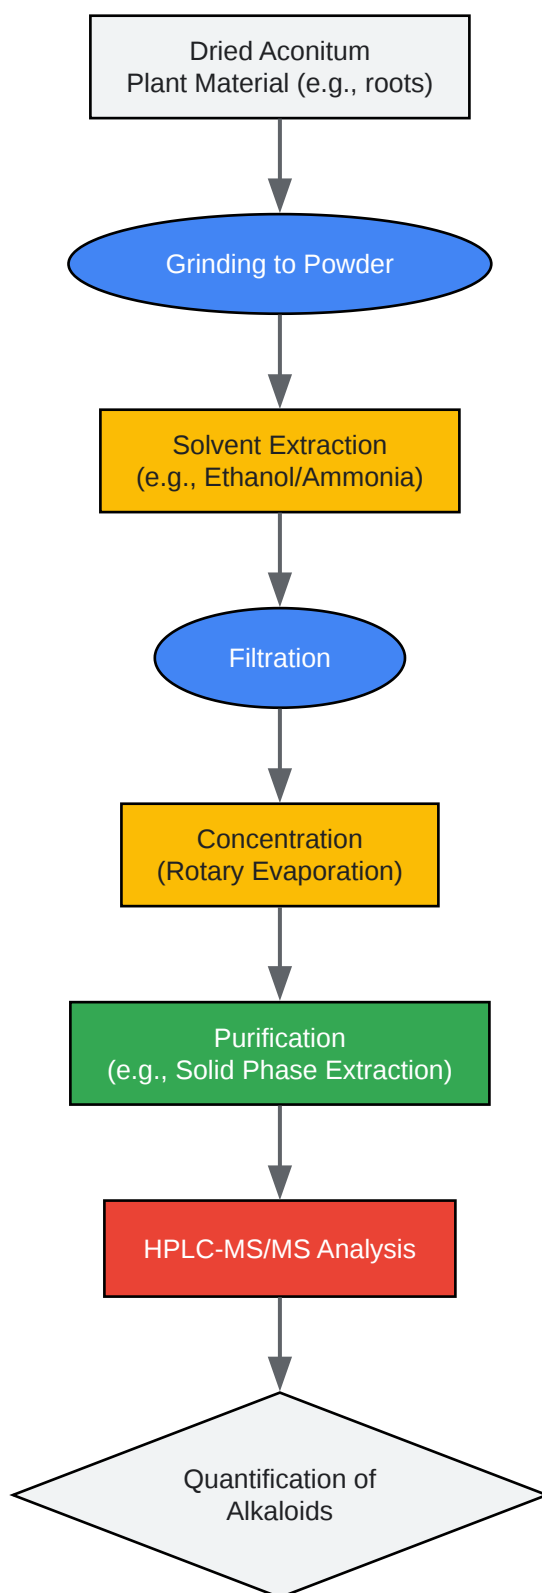 Dried Aconitum
Plant Material (e.g., roots)
Grinding to Powder
Solvent Extraction
(e.g., Ethanol/Ammonia)
Filtration
Concentration
(Rotary Evaporation)
Purification
(e.g., Solid Phase Extraction)
HPLC-MS/MS Analysis
Quantification of
Alkaloids